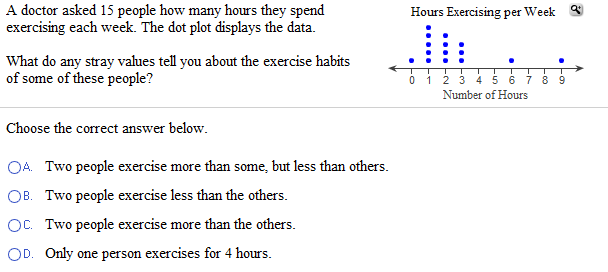 A doctor asked 15 people how many hours they spend
exercising each week. The dot plot displays the data.
What do any stray values tell you about the exercise habits
of some of these people?
Hours Exercising per Week
0 1 2 3 4 5 6 7 8 9
Number of Hours
Choose the correct answer below.
A. Two people exercise more than some, but less than others.
B. Two people exercise less than the others.
C. Two people exercise more than the others.
D. Only one person exercises for 4 hours.